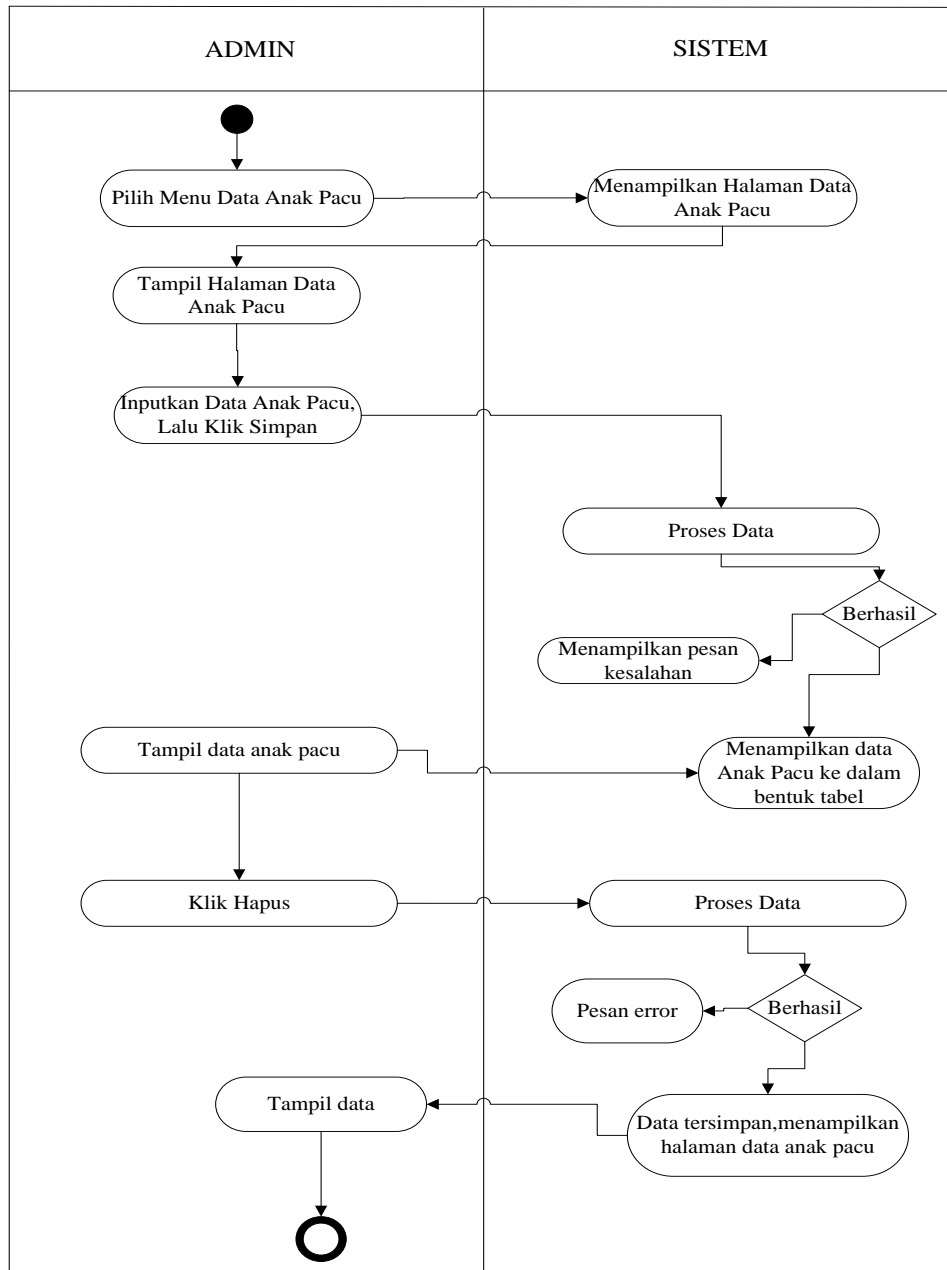 ADMIN
SISTEM
Pilih Menu Data Anak Pacu
Menampilkan Halaman Data
Anak Pacu
Tampil Halaman Data
Anak Pacu
Inputkan Data Anak Pacu,
Lalu Klik Simpan
Proses Data
Berhasil
Menampilkan pesan
kesalahan
Tampil data anak pacu
Menampilkan data
Anak Pacu ke dalam
bentuk tabel
Klik Hapus
Proses Data
Berhasil
Pesan error
Tampil data
Data tersimpan,menampilkan
halaman data anak pacu